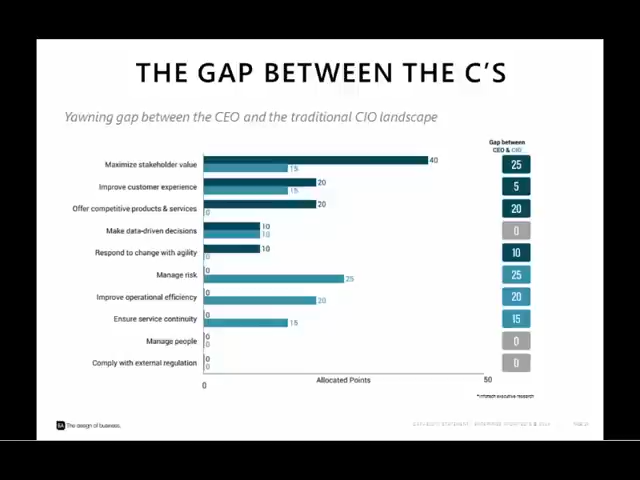 THE GAP BETWEEN THE C'S
Yawning gap between the CEO and the traditional CIO landscape
Gap between
CEO & CIO
Maximize stakeholder value 40 15 25
Improve customer experience 20 15 5
Offer competitive products & services 20 0 20
Make data-driven decisions 10 10 0
Respond to change with agility 10 0 10
Manage risk 0 25 25
Improve operational efficiency 0 20 20
Ensure service continuity 0 15 15
Manage people 0 0 0
Comply with external regulation 0 0 0
0 Allocated Points 50
executive research
The design of business.